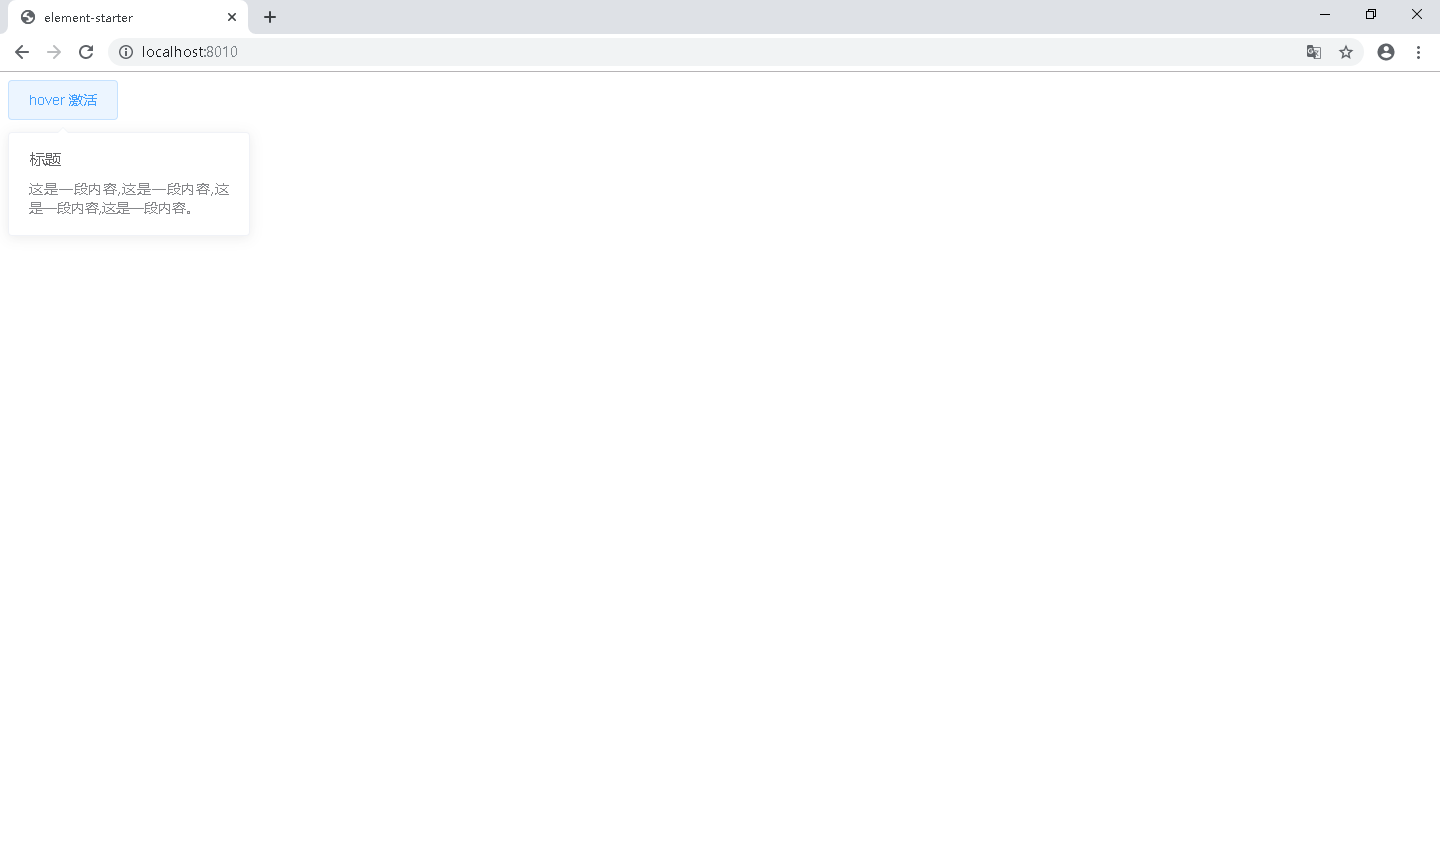 element-starter
localhost:8010
hover 激活
标题
这是一段内容,这是一段内容,这
是一段内容,这是一段内容。